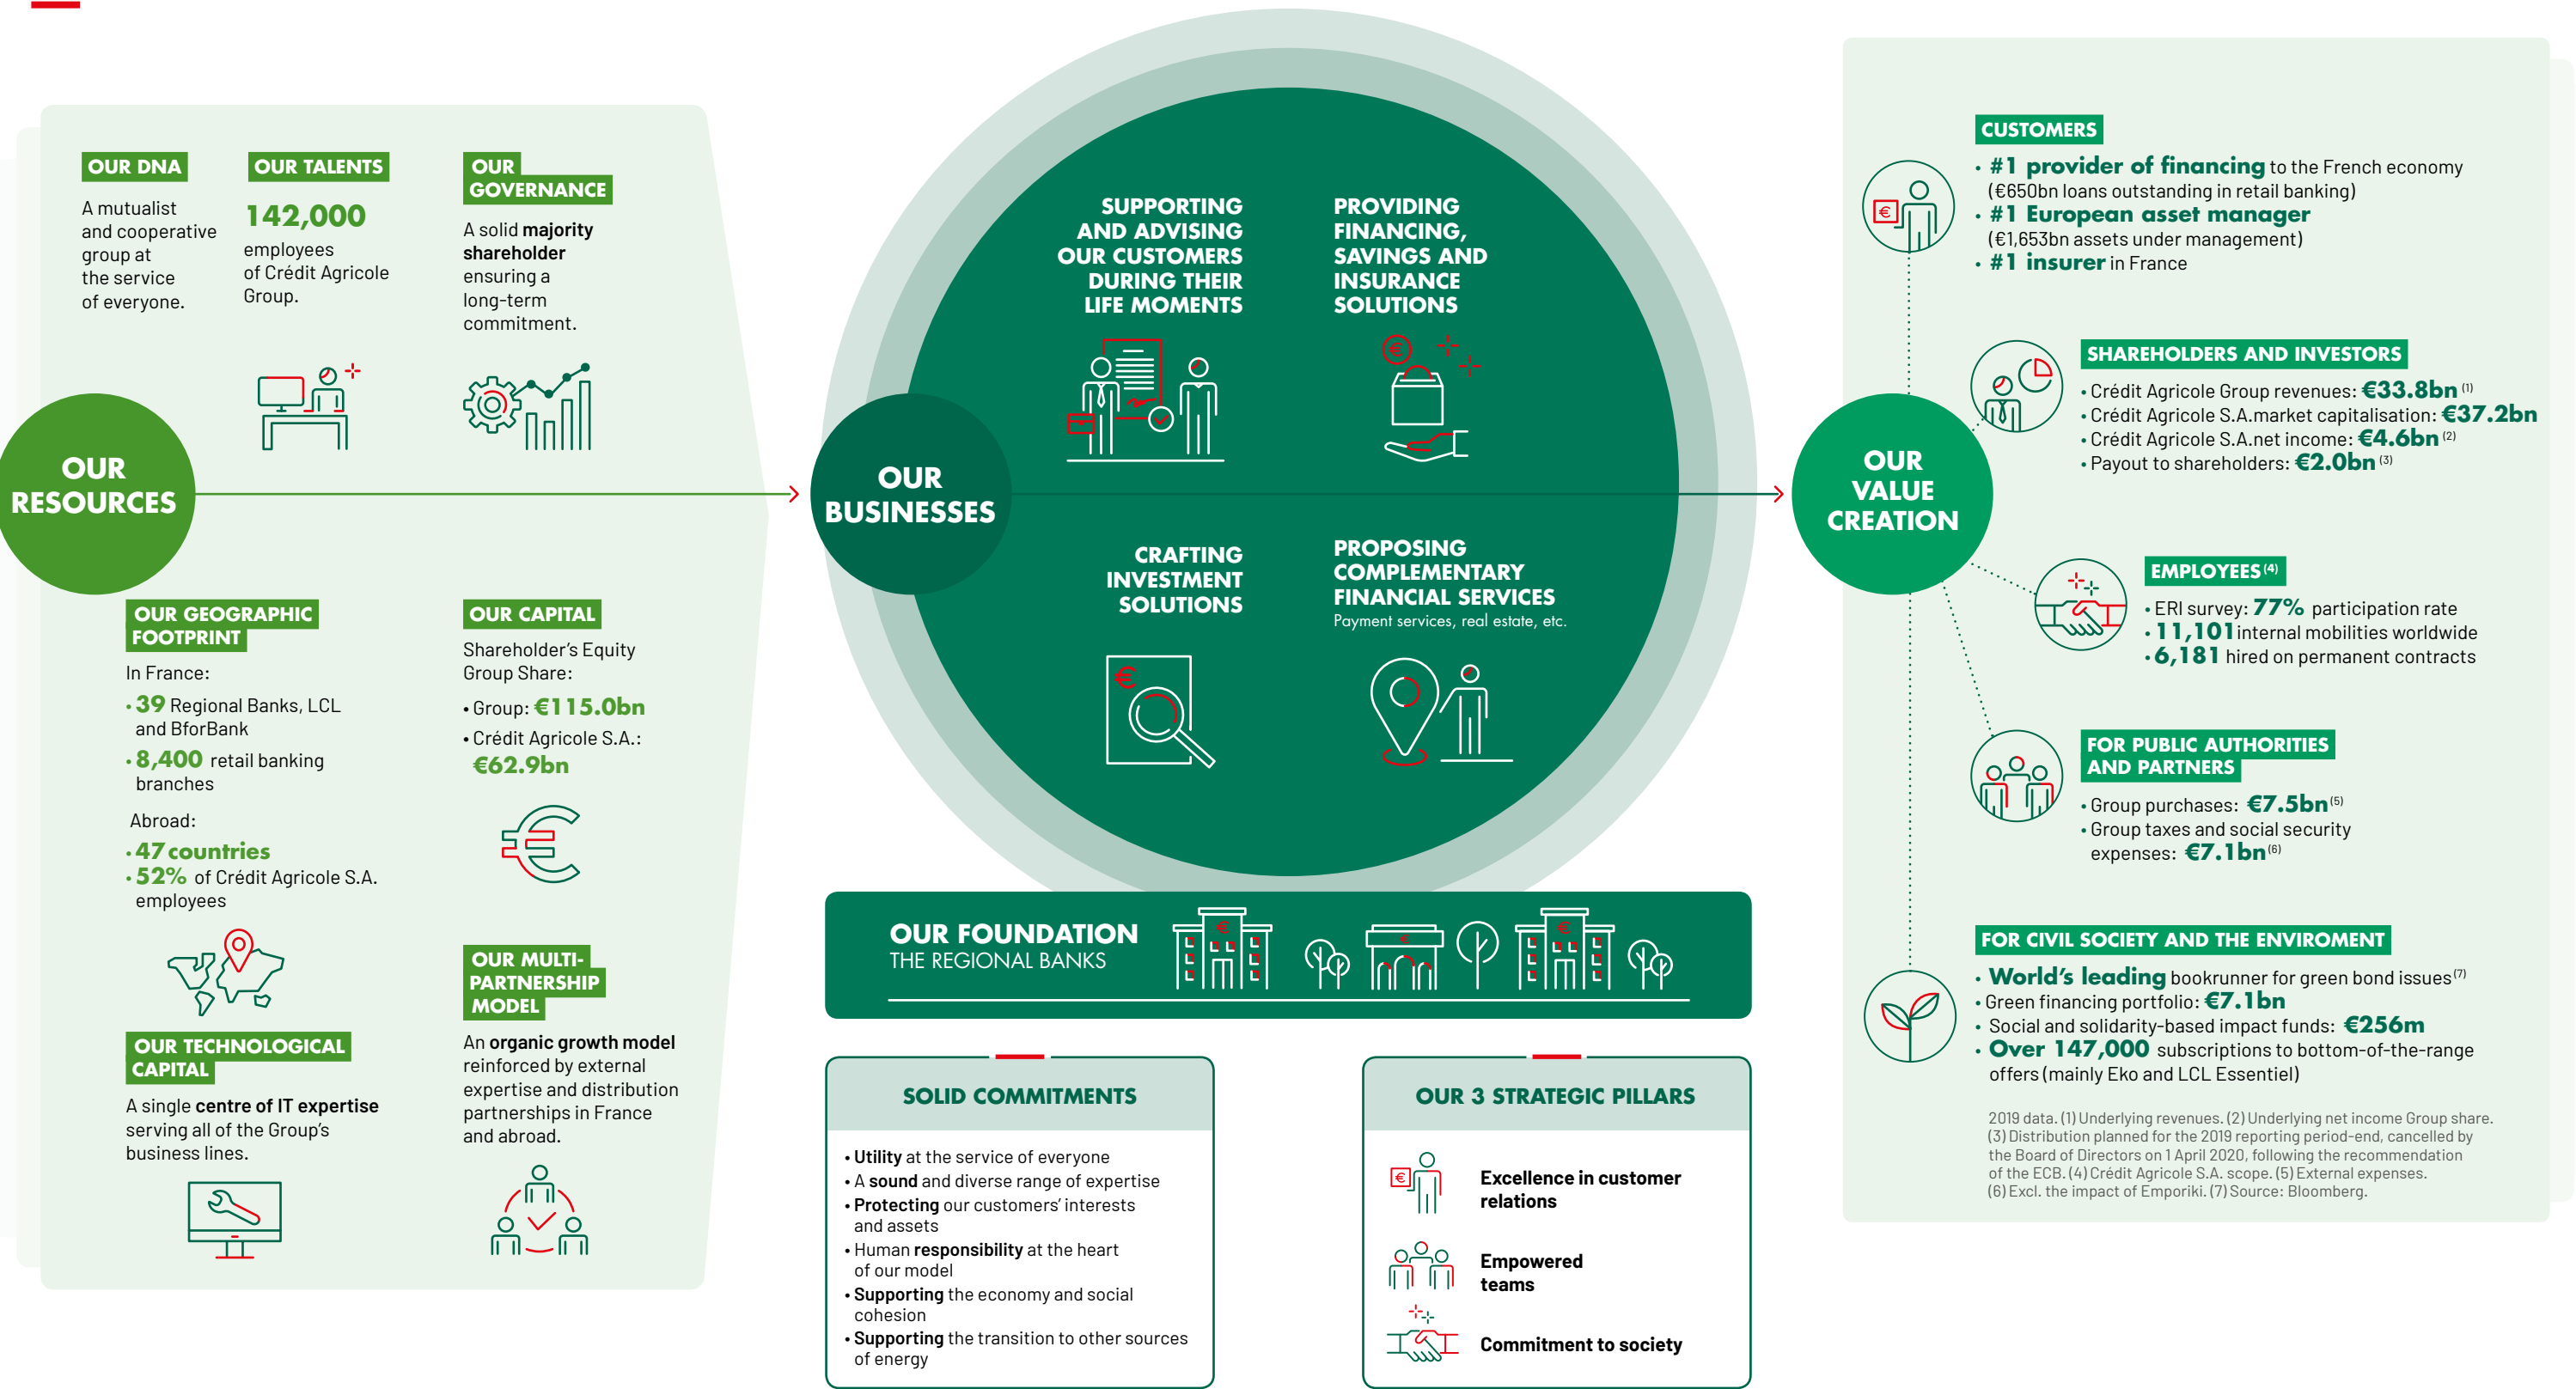 OUR DNA
A mutualist
and cooperative
group at
the service
of everyone.
OUR TALENTS
142,000
employees
of Crédit Agricole
Group.
OUR
GOVERNANCE
A solid majority
shareholder
ensuring a
long-term
commitment.
OUR
RESOURCES
OUR GEOGRAPHIC
FOOTPRINT
In France:
• 39 Regional Banks, LCL
and BforBank
• 8,400 retail banking
branches
Abroad:
• 47 countries
• 52% of Crédit Agricole S.A.
employees
OUR TECHNOLOGICAL
CAPITAL
A single centre of IT expertise
serving all of the Group's
business lines.
OUR CAPITAL
Shareholder's Equity
Group Share:
• Group: €115.0bn
• Crédit Agricole S.A.:
€62.9bn
€
OUR MULTI-
PARTNERSHIP
MODEL
An organic growth model
reinforced by external
expertise and distribution
partnerships in France
and abroad.
OUR
BUSINESSES
SUPPORTING
AND ADVISING
OUR CUSTOMERS
DURING THEIR
LIFE MOMENTS
PROVIDING
FINANCING,
SAVINGS AND
INSURANCE
SOLUTIONS
€
CRAFTING
INVESTMENT
SOLUTIONS
€
PROPOSING
COMPLEMENTARY
FINANCIAL SERVICES
Payment services, real estate, etc.
OUR FOUNDATION
THE REGIONAL BANKS
€
€
€
SOLID COMMITMENTS
• Utility at the service of everyone
• A sound and diverse range of expertise
• Protecting our customers' interests
and assets
• Human responsibility at the heart
of our model
• Supporting the economy and social
cohesion
• Supporting the transition to other sources
of energy
OUR 3 STRATEGIC PILLARS
€
Excellence in customer
relations
Empowered
teams
Commitment to society
OUR
VALUE
CREATION
€
CUSTOMERS
• #1 provider of financing to the French economy
(€650bn loans outstanding in retail banking)
• #1 European asset manager
(€1,653bn assets under management)
• #1 insurer in France
SHAREHOLDERS AND INVESTORS
• Crédit Agricole Group revenues: €33.8bn (1)
• Crédit Agricole S.A.market capitalisation: €37.2bn
• Crédit Agricole S.A.net income: €4.6bn (2)
• Payout to shareholders: €2.0bn (3)
EMPLOYEES (4)
• ERI survey: 77% participation rate
• 11,101 internal mobilities worldwide
• 6,181 hired on permanent contracts
FOR PUBLIC AUTHORITIES
AND PARTNERS
• Group purchases: €7.5bn (5)
• Group taxes and social security
expenses: €7.1bn (6)
FOR CIVIL SOCIETY AND THE ENVIROMENT
• World's leading bookrunner for green bond issues (7)
• Green financing portfolio: €7.1bn
• Social and solidarity-based impact funds: €256m
• Over 147,000 subscriptions to bottom-of-the-range
offers (mainly Eko and LCL Essentiel)
2019 data. (1) Underlying revenues. (2) Underlying net income Group share.
(3) Distribution planned for the 2019 reporting period-end, cancelled by
the Board of Directors on 1 April 2020, following the recommendation
of the ECB. (4) Crédit Agricole S.A. scope. (5) External expenses.
(6) Excl. the impact of Emporiki. (7) Source: Bloomberg.